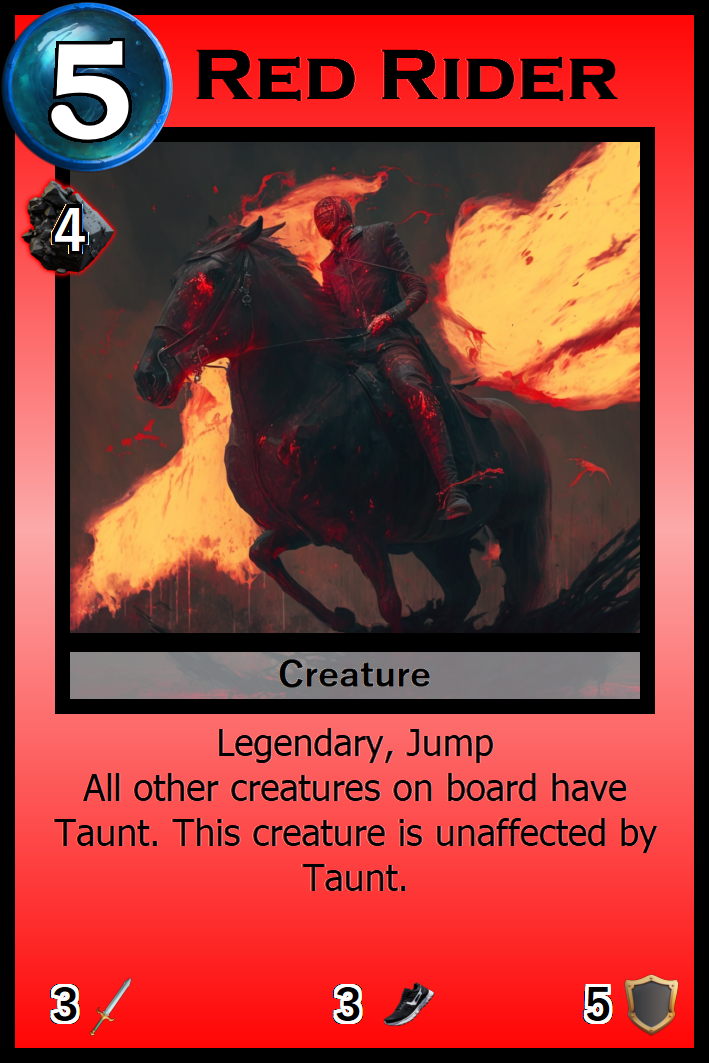 5
RED RIDER
4
Creature
Legendary, Jump
All other creatures on board have
Taunt. This creature is unaffected by
Taunt.
3
3
5